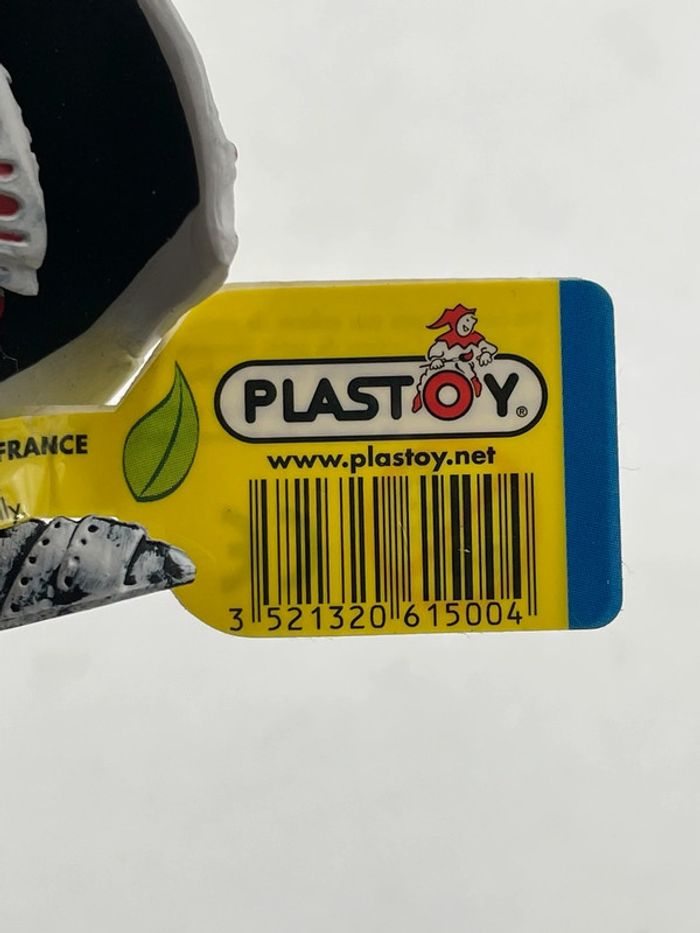 PLASTOY®
www.plastoy.net
FRANCE
3 521320 615004